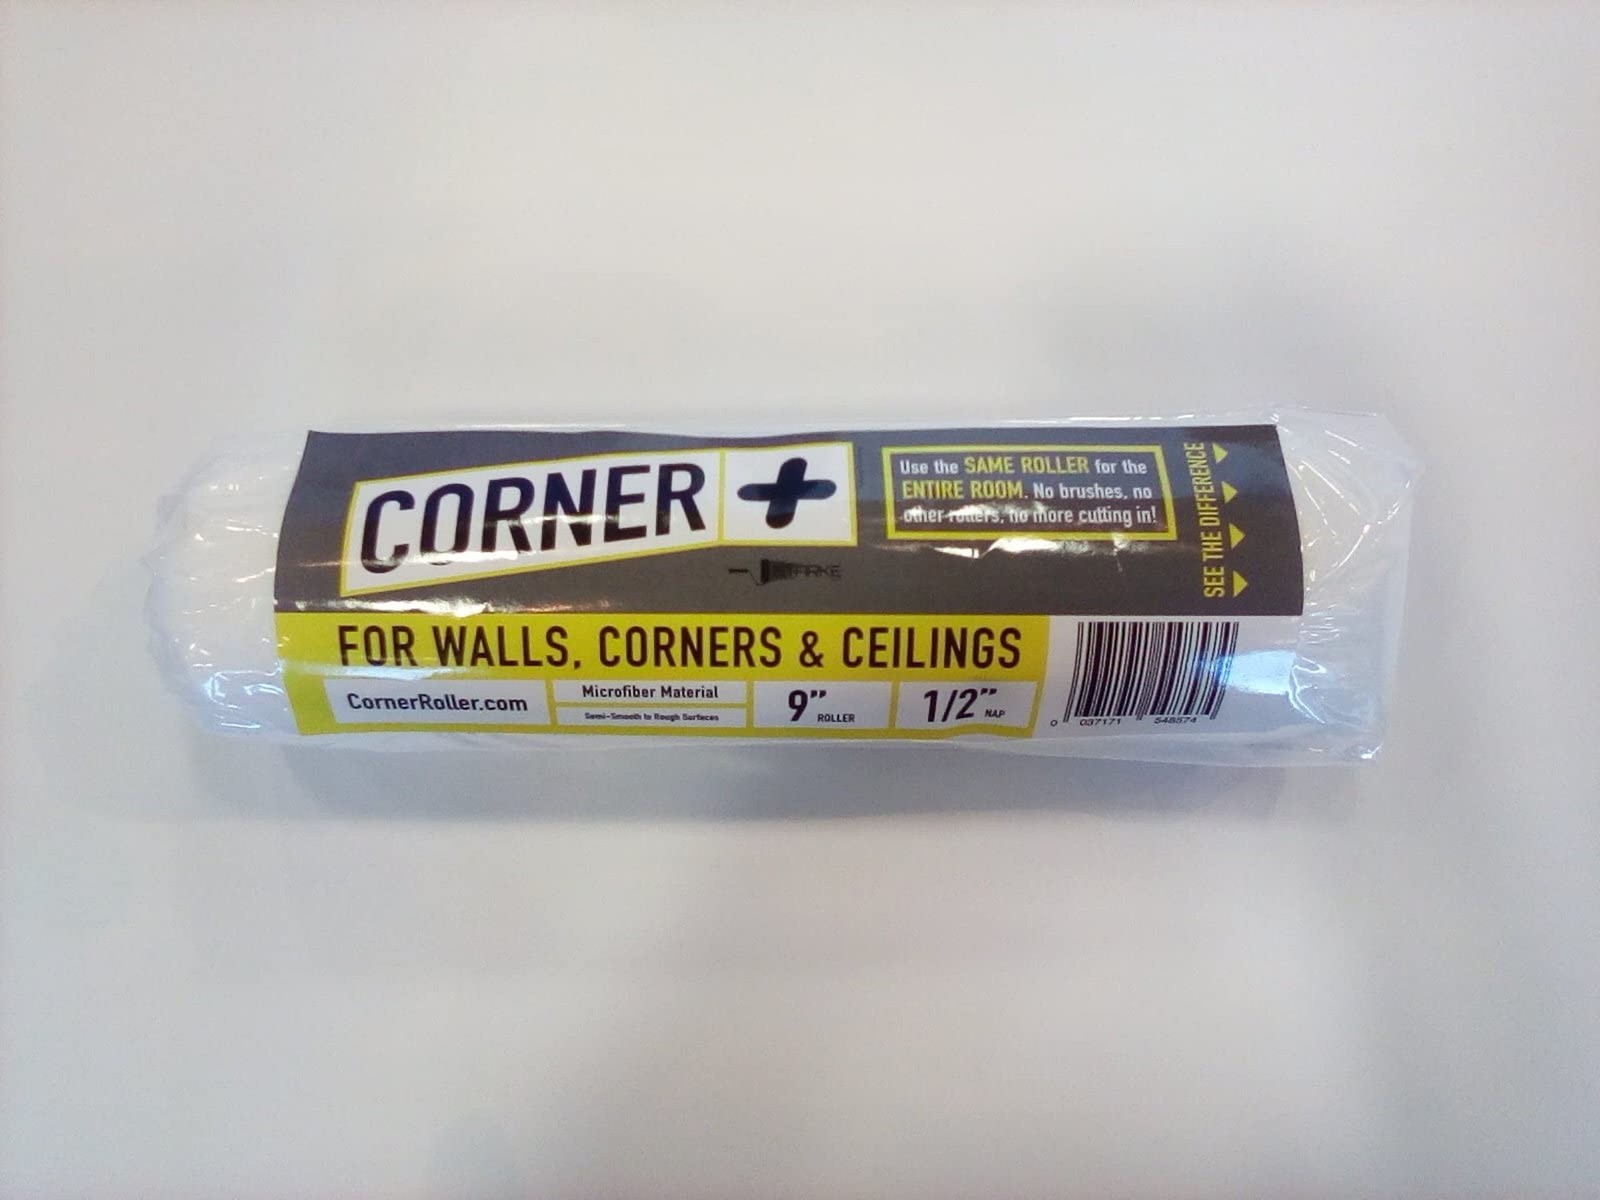 CORNER +
Use the SAME ROLLER for the
ENTIRE ROOM. No brushes, no
other rollers, no more cutting in!
SEE THE DIFFERENCE
FOR WALLS, CORNERS & CEILINGS
CornerRoller.com
Microfiber Material
Semi-Smooth to Rough Surfaces
9” ROLLER
1/2” NAP
0 037171 548574